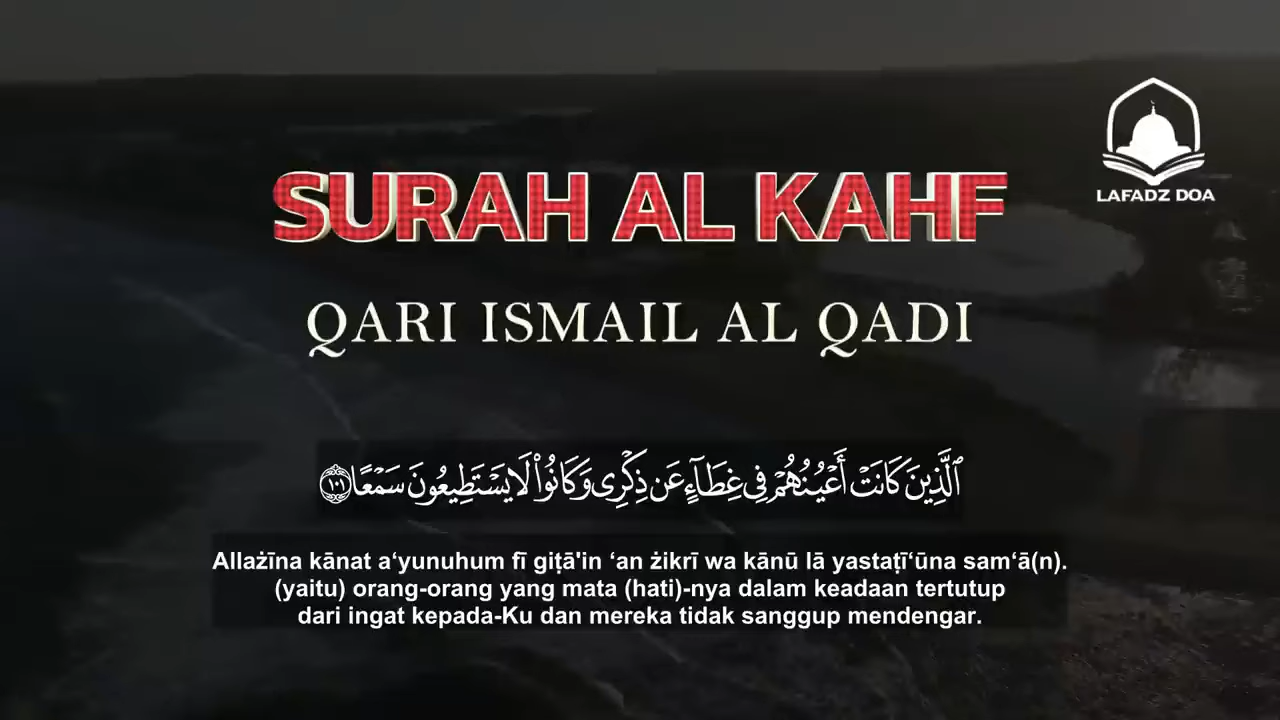 SURAH AL KAHF
LAFADZ DOA
QARI ISMAIL AL QADI
ٱلَّذِينَ كَانَتۡ أَعۡيُنُهُمۡ فِى غِطَآءٍ عَن ذِكۡرِى وَكَانُواْ لَا يَسۡتَطِيعُونَ سَمۡعًا ١٠١
Allażīna kānat a‘yunuhum fī giṭā'in ‘an żikrī wa kānū lā yastaṭī‘ūna sam‘ā(n).
(yaitu) orang-orang yang mata (hati)-nya dalam keadaan tertutup
dari ingat kepada-Ku dan mereka tidak sanggup mendengar.